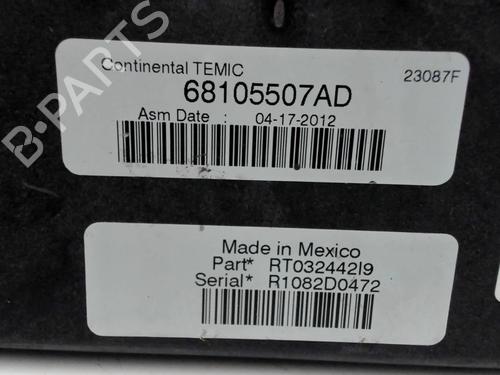 Continental TEMIC
23087F
68105507AD
Asm Date : 04-17-2012
Made in Mexico
Part* RT032442I9
Serial* R1082D0472
B-Parts